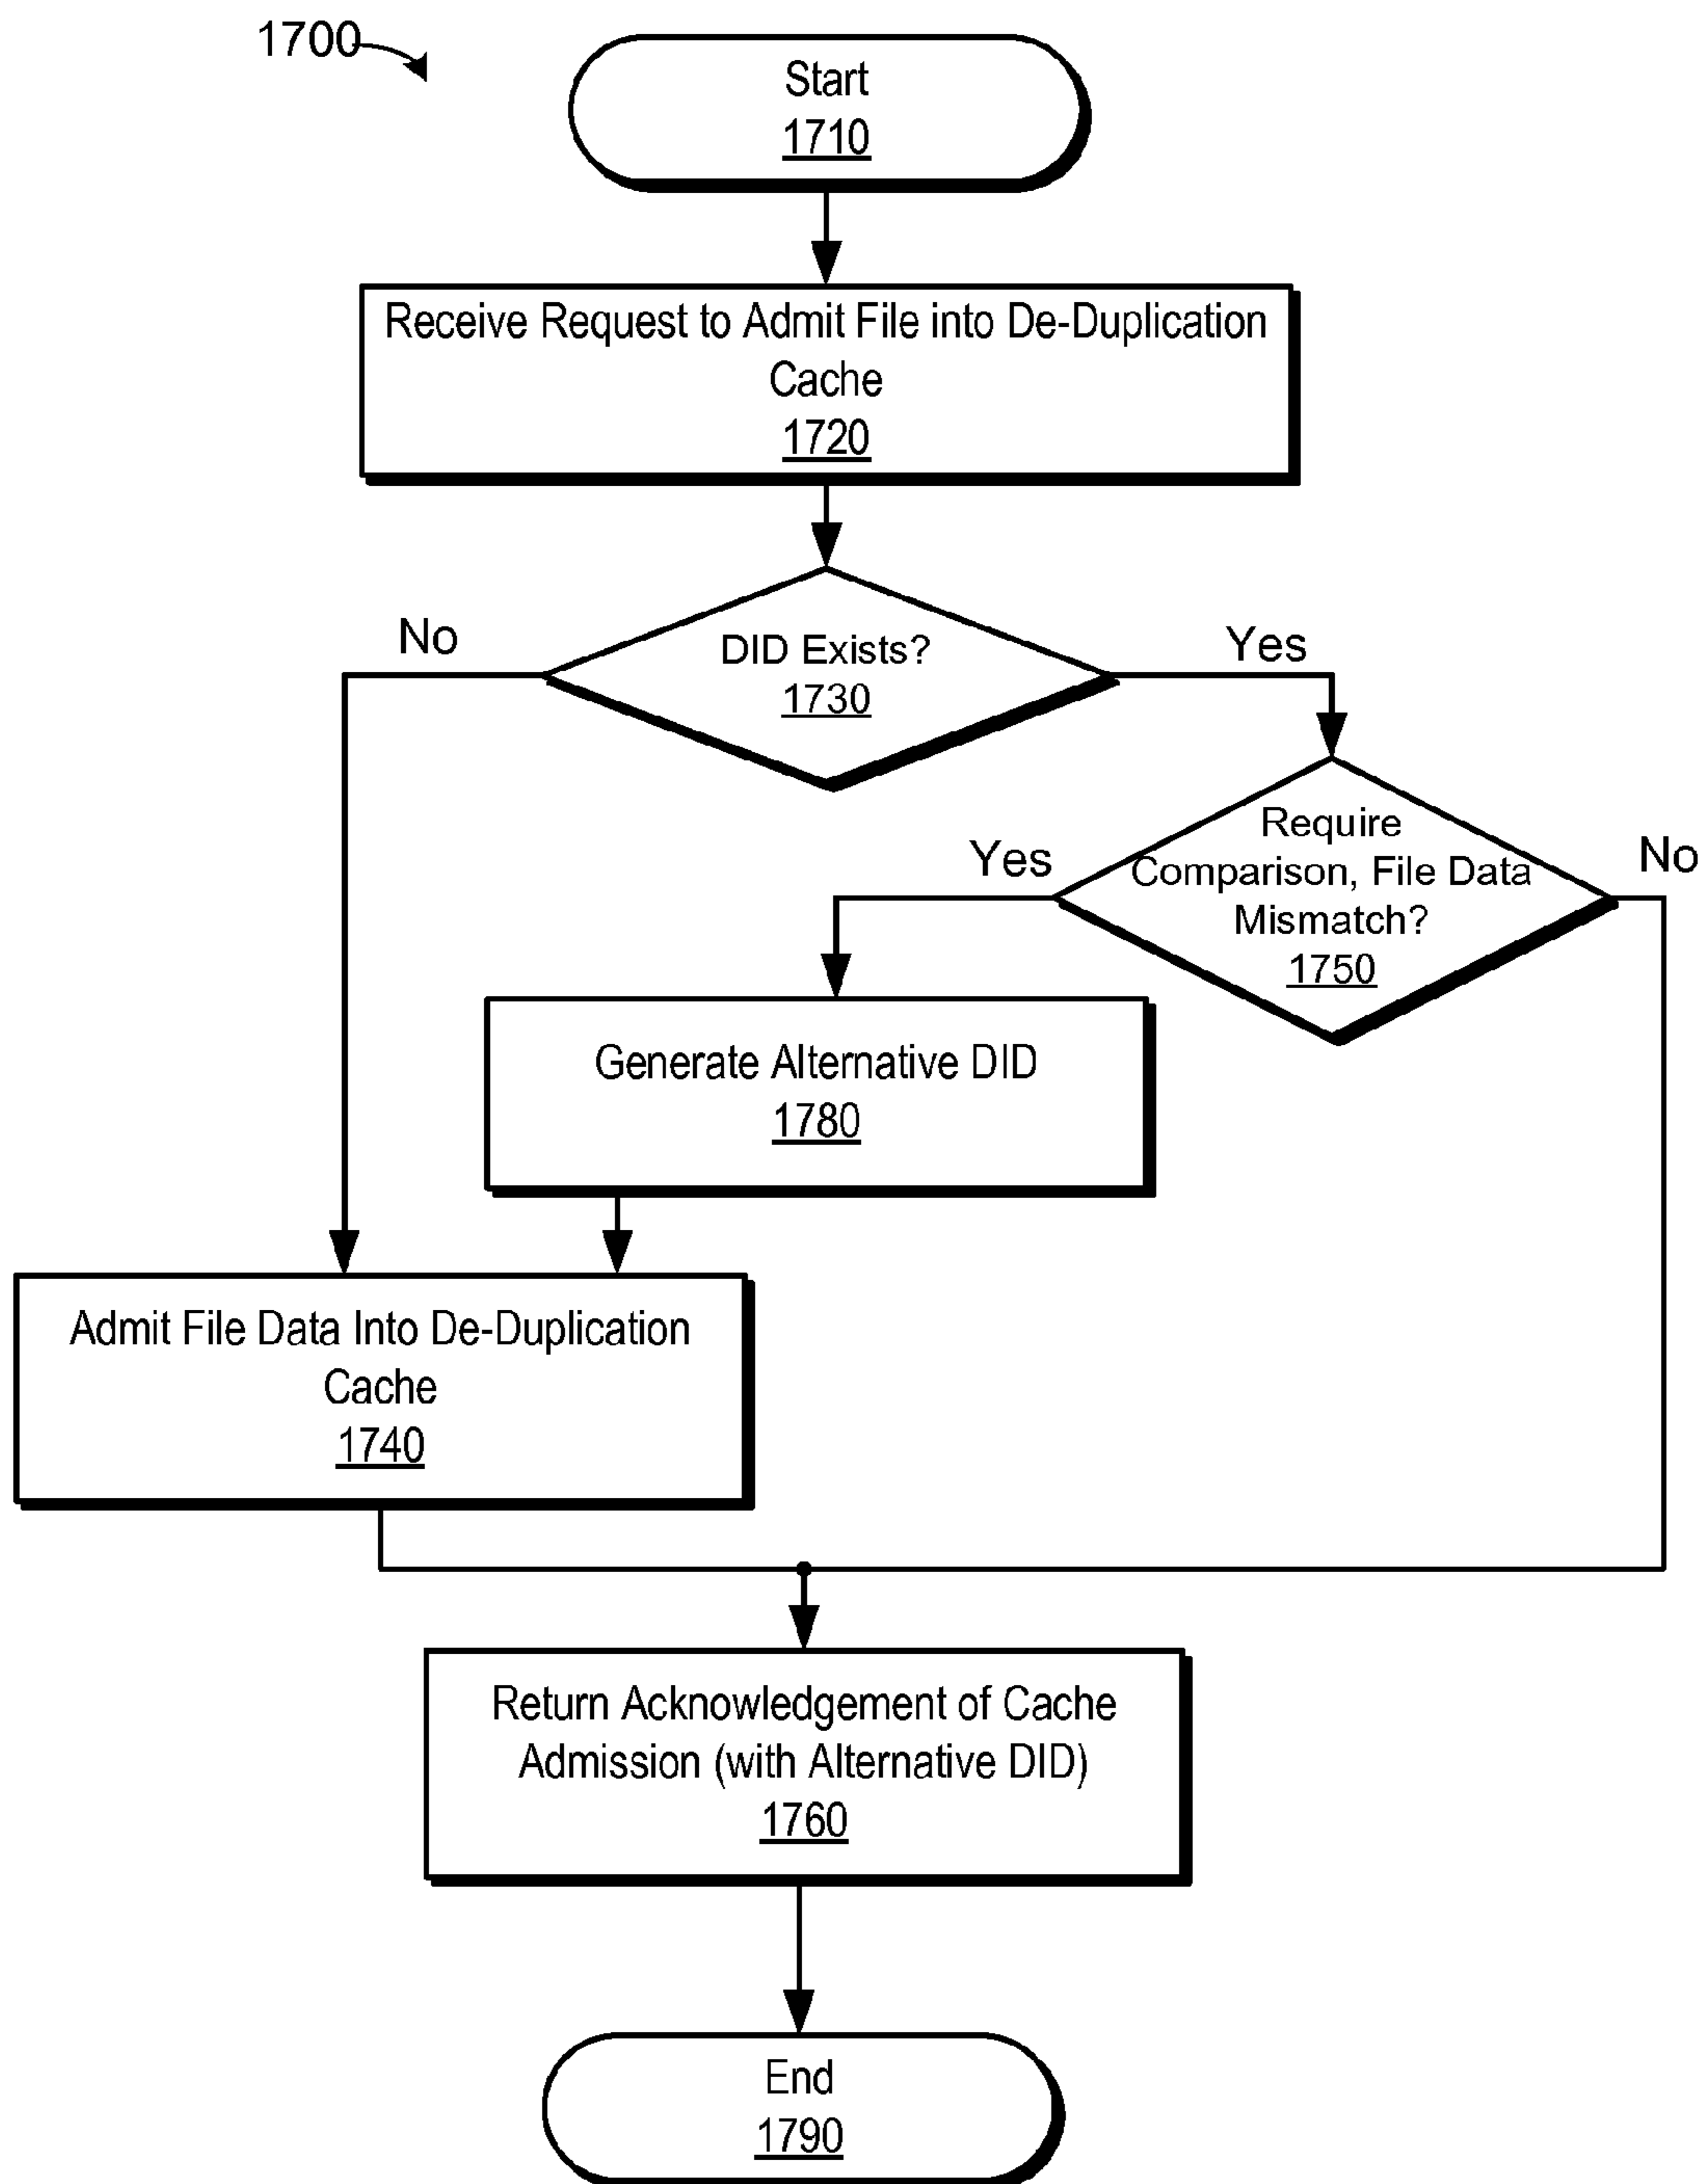 1700
Start
1710
Receive Request to Admit File into De-Duplication
Cache
1720
No
DID Exists?
1730
Yes
Require
Comparison, File Data
Mismatch?
1750
Yes
No
Generate Alternative DID
1780
Admit File Data Into De-Duplication
Cache
1740
Return Acknowledgement of Cache
Admission (with Alternative DID)
1760
End
1790